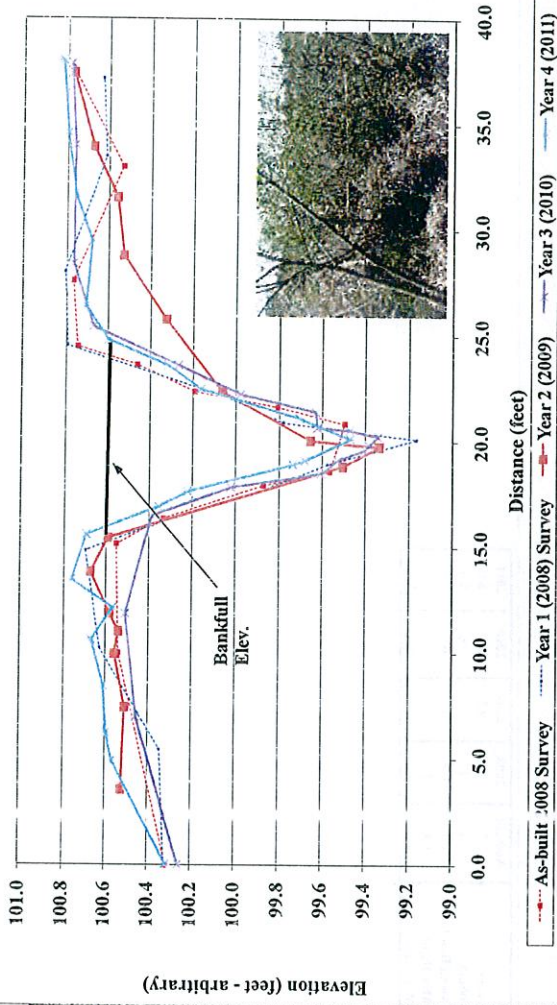 Elevation (feet - arbitrary)
101.0
100.8
100.6
100.4
100.2
100.0
99.8
99.6
99.4
99.2
99.0
Bankfull
Elev.
0.0 5.0 10.0 15.0 20.0 25.0 30.0 35.0 40.0
Distance (feet)
As-built 2008 Survey Year 1 (2008) Survey Year 2 (2009) Year 3 (2010) Year 4 (2011)